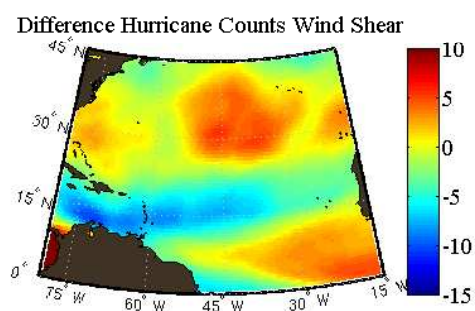 Difference Hurricane Counts Wind Shear
45° N
30° N
15° N
0°
75° W
60° W
45° W
30° W
15° W
10
5
0
-5
-10
-15